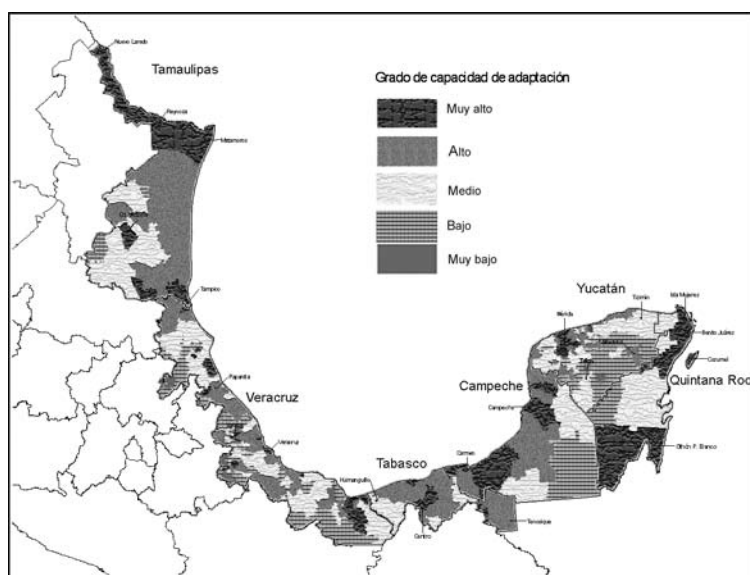 Nuevo Laredo
Tamaulipas
Reynosa
Matamoros
Grado de capacidad de adaptación
Muy alto
Alto
Medio
Bajo
Muy bajo
Tampico
Papantla
Veracruz
Veracruz
Yucatán
Isla Mujeres
Tizimín
Mérida
Benito Juárez
Cozumel
Campeche
Quintana Roo
Campeche
Othón P. Blanco
Tabasco
Carmen
Huimanguillo
Centro
Tenosique